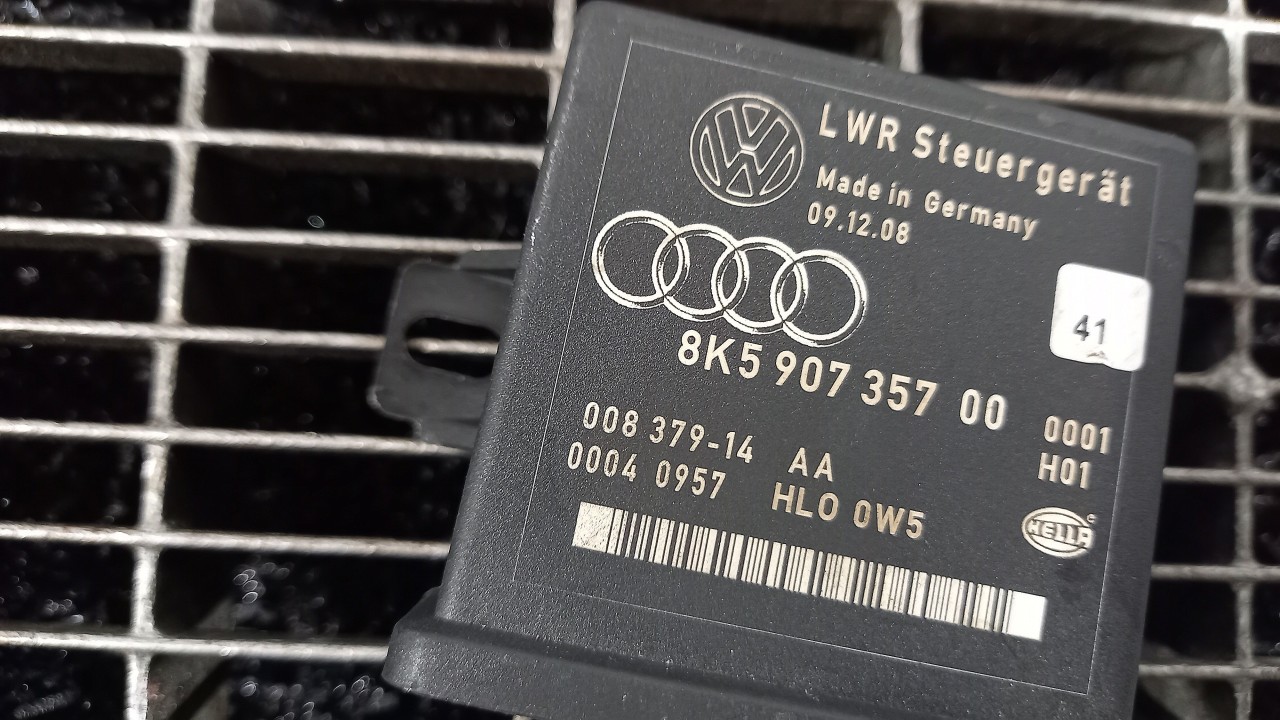 LWR Steuergerät
Made in Germany
09.12.08
8K5 907 357 00
0001
H01
008 379-14 AA
0004 0957 HLO 0W5
41
HELLA